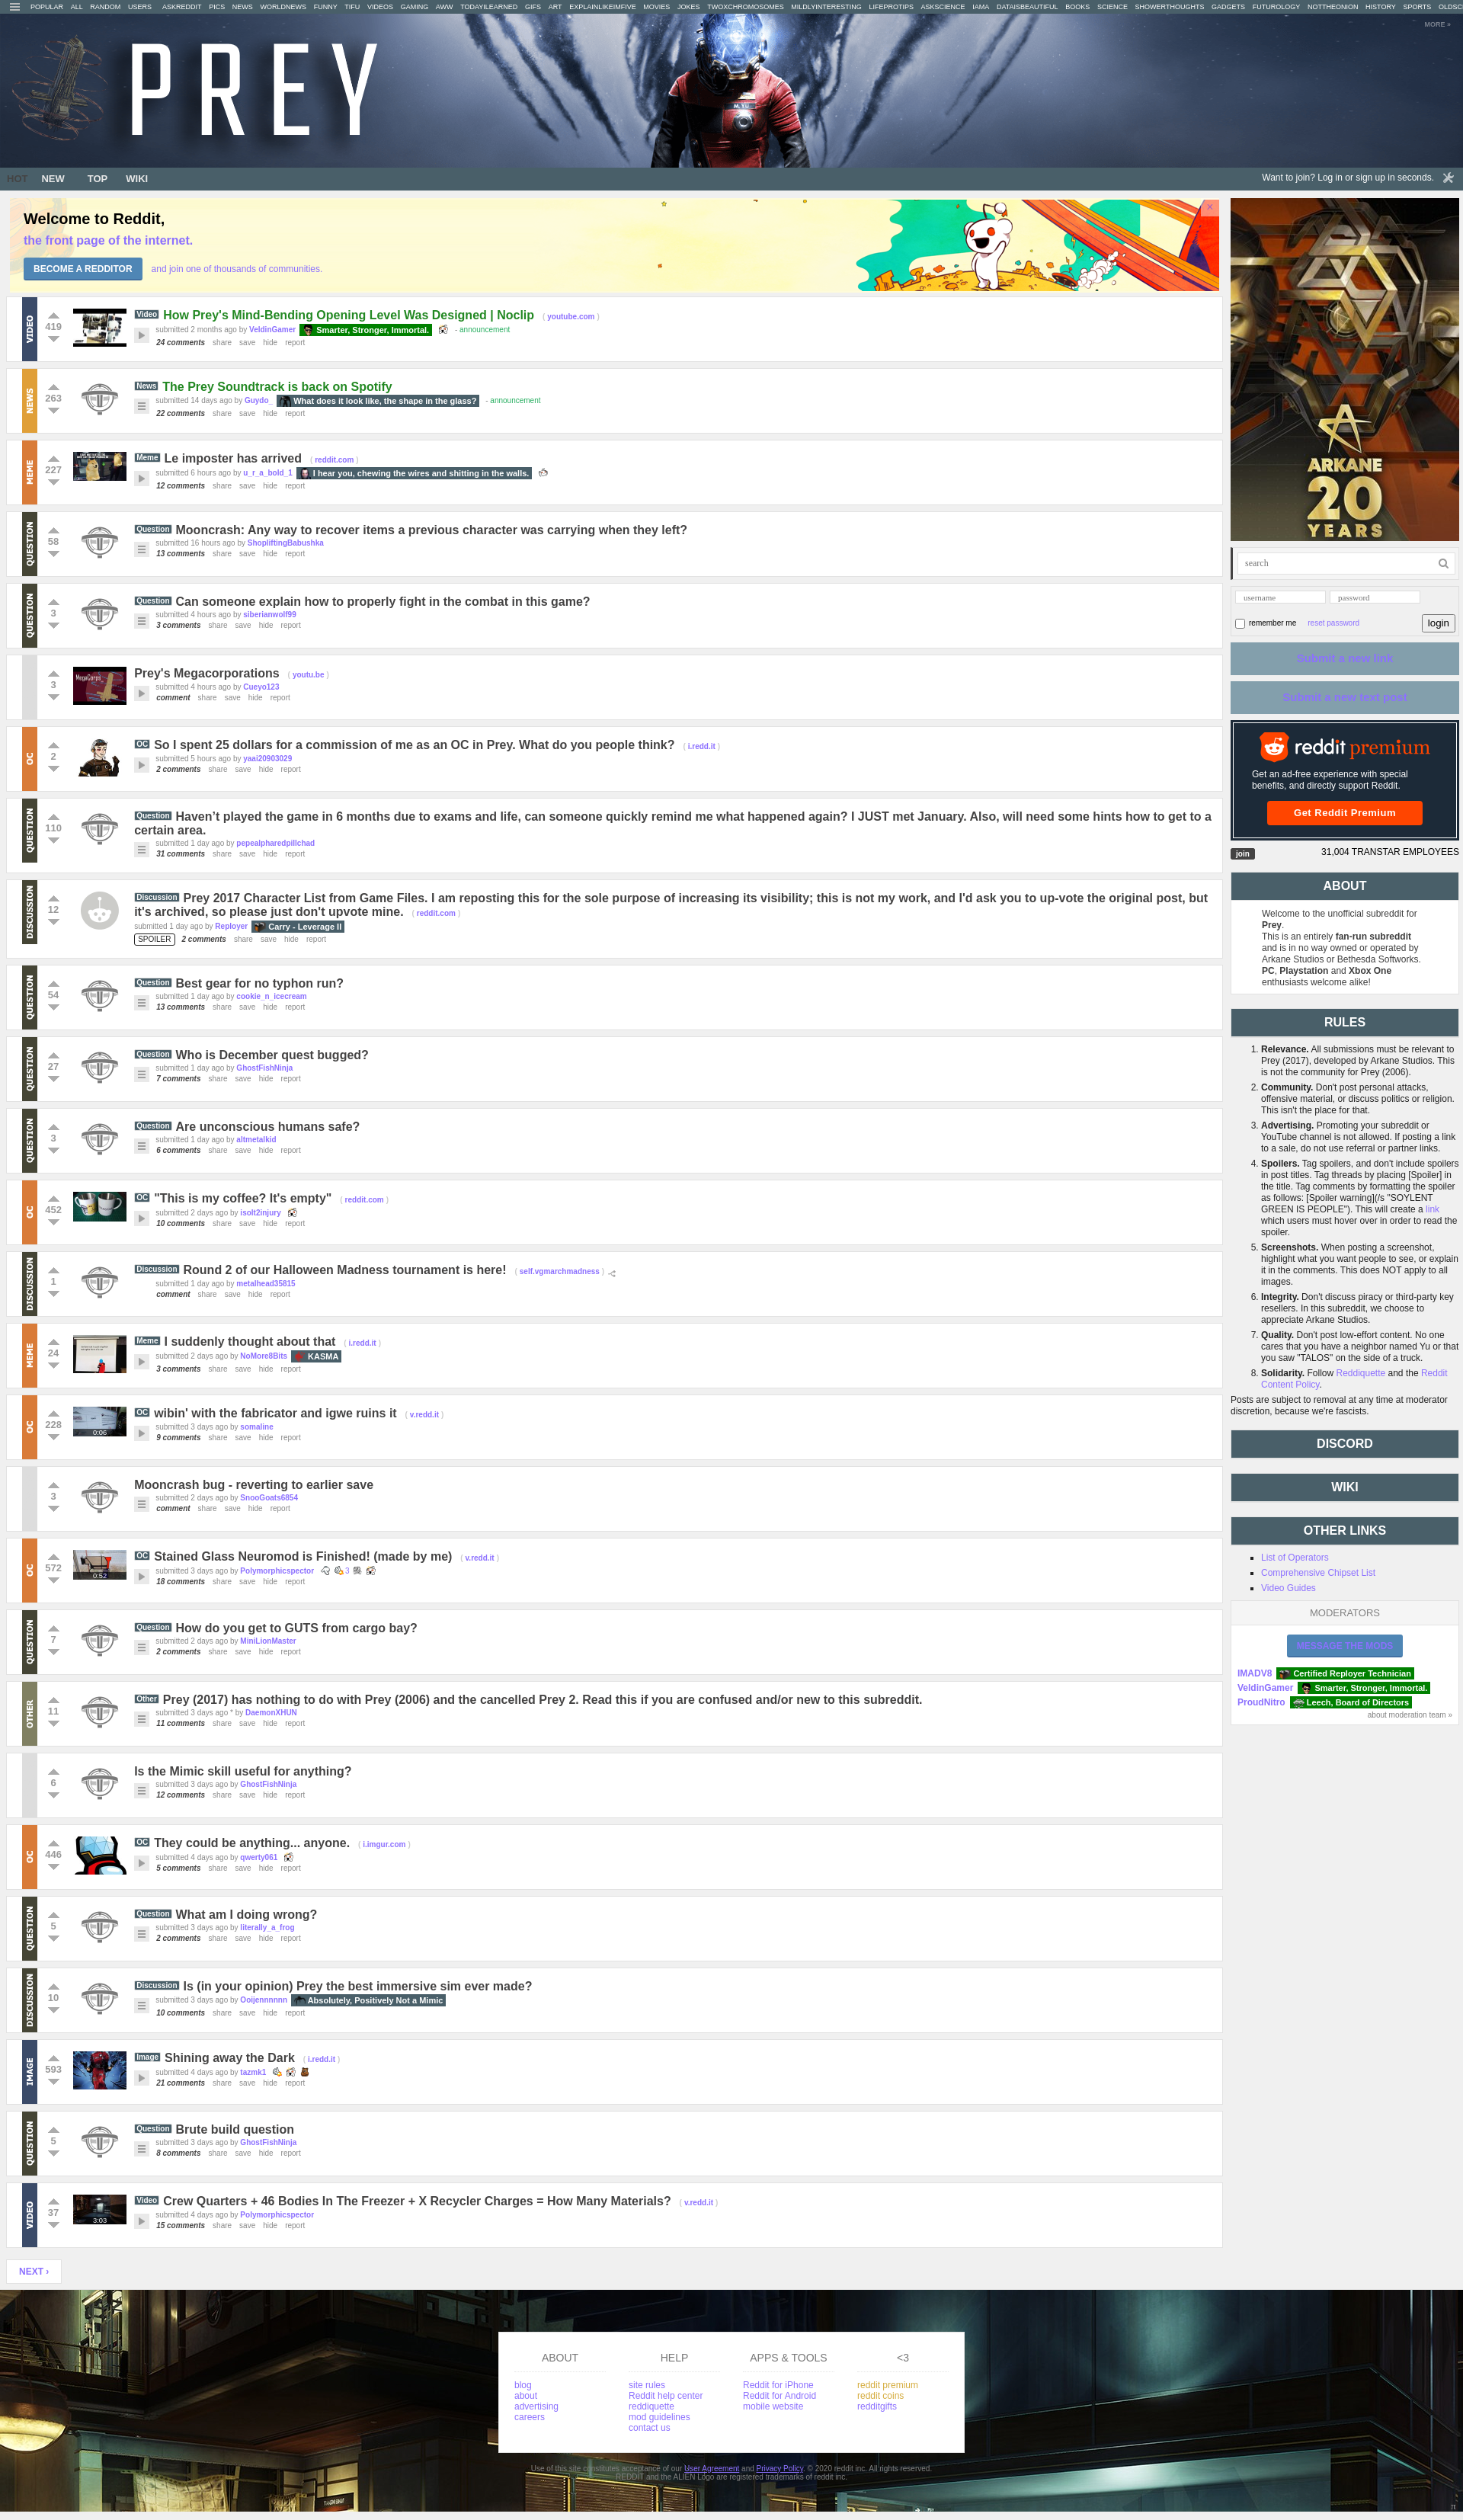 POPULAR ALL RANDOM USERS ASKREDDIT PICS NEWS WORLDNEWS FUNNY TIFU VIDEOS GAMING AWW TODAYILEARNED GIFS ART EXPLAINLIKEIMFIVE MOVIES JOKES TWOXCHROMOSOMES MILDLYINTERESTING LIFEPROTIPS ASKSCIENCE IAMA DATAISBEAUTIFUL BOOKS SCIENCE SHOWERTHOUGHTS GADGETS FUTUROLOGY NOTTHEONION HISTORY SPORTS OLDSC
MORE »
PREY
HOT NEW TOP WIKI
Want to join? Log in or sign up in seconds.
Welcome to Reddit,
the front page of the internet.
BECOME A REDDITOR and join one of thousands of communities.
VIDEO
419
Video How Prey's Mind-Bending Opening Level Was Designed | Noclip ( youtube.com )
submitted 2 months ago by VeldinGamer Smarter, Stronger, Immortal. - announcement
24 comments share save hide report
NEWS
263
News The Prey Soundtrack is back on Spotify
submitted 14 days ago by Guydo_ What does it look like, the shape in the glass? - announcement
22 comments share save hide report
MEME
227
Meme Le imposter has arrived ( reddit.com )
submitted 6 hours ago by u_r_a_bold_1 I hear you, chewing the wires and shitting in the walls.
12 comments share save hide report
QUESTION
58
Question Mooncrash: Any way to recover items a previous character was carrying when they left?
submitted 16 hours ago by ShopliftingBabushka
13 comments share save hide report
QUESTION
3
Question Can someone explain how to properly fight in the combat in this game?
submitted 4 hours ago by siberianwolf99
3 comments share save hide report
3
Prey's Megacorporations ( youtu.be )
submitted 4 hours ago by Cueyo123
comment share save hide report
OC
2
OC So I spent 25 dollars for a commission of me as an OC in Prey. What do you people think? ( i.redd.it )
submitted 5 hours ago by yaai20903029
2 comments share save hide report
QUESTION
110
Question Haven’t played the game in 6 months due to exams and life, can someone quickly remind me what happened again? I JUST met January. Also, will need some hints how to get to a
certain area.
submitted 1 day ago by pepealpharedpillchad
31 comments share save hide report
DISCUSSION
12
Discussion Prey 2017 Character List from Game Files. I am reposting this for the sole purpose of increasing its visibility; this is not my work, and I'd ask you to up-vote the original post, but
it's archived, so please just don't upvote mine. ( reddit.com )
submitted 1 day ago by Reployer Carry - Leverage II
SPOILER 2 comments share save hide report
QUESTION
54
Question Best gear for no typhon run?
submitted 1 day ago by cookie_n_icecream
13 comments share save hide report
QUESTION
27
Question Who is December quest bugged?
submitted 1 day ago by GhostFishNinja
7 comments share save hide report
QUESTION
3
Question Are unconscious humans safe?
submitted 1 day ago by altmetalkid
6 comments share save hide report
OC
452
OC "This is my coffee? It's empty" ( reddit.com )
submitted 2 days ago by isolt2injury
10 comments share save hide report
DISCUSSION
1
Discussion Round 2 of our Halloween Madness tournament is here! ( self.vgmarchmadness )
submitted 1 day ago by metalhead35815
comment share save hide report
MEME
24
Meme I suddenly thought about that ( i.redd.it )
submitted 2 days ago by NoMore8Bits KASMA
3 comments share save hide report
OC
228
0:06
OC wibin' with the fabricator and igwe ruins it ( v.redd.it )
submitted 3 days ago by somaline
9 comments share save hide report
3
Mooncrash bug - reverting to earlier save
submitted 2 days ago by SnooGoats6854
comment share save hide report
OC
572
0:52
OC Stained Glass Neuromod is Finished! (made by me) ( v.redd.it )
submitted 3 days ago by Polymorphicspector 3
18 comments share save hide report
QUESTION
7
Question How do you get to GUTS from cargo bay?
submitted 2 days ago by MiniLionMaster
2 comments share save hide report
OTHER
11
Other Prey (2017) has nothing to do with Prey (2006) and the cancelled Prey 2. Read this if you are confused and/or new to this subreddit.
submitted 3 days ago * by DaemonXHUN
11 comments share save hide report
6
Is the Mimic skill useful for anything?
submitted 3 days ago by GhostFishNinja
12 comments share save hide report
OC
446
OC They could be anything... anyone. ( i.imgur.com )
submitted 4 days ago by qwerty061
5 comments share save hide report
QUESTION
5
Question What am I doing wrong?
submitted 3 days ago by literally_a_frog
2 comments share save hide report
DISCUSSION
10
Discussion Is (in your opinion) Prey the best immersive sim ever made?
submitted 3 days ago by Ooijennnnnn Absolutely, Positively Not a Mimic
10 comments share save hide report
IMAGE
593
Image Shining away the Dark ( i.redd.it )
submitted 4 days ago by tazmk1
21 comments share save hide report
QUESTION
5
Question Brute build question
submitted 3 days ago by GhostFishNinja
8 comments share save hide report
VIDEO
37
3:03
Video Crew Quarters + 46 Bodies In The Freezer + X Recycler Charges = How Many Materials? ( v.redd.it )
submitted 4 days ago by Polymorphicspector
15 comments share save hide report
NEXT ›
ARKANE
20
YEARS
search
username password
remember me reset password login
Submit a new link
Submit a new text post
reddit premium
Get an ad-free experience with special
benefits, and directly support Reddit.
Get Reddit Premium
join 31,004 TRANSTAR EMPLOYEES
ABOUT
Welcome to the unofficial subreddit for
Prey.
This is an entirely fan-run subreddit
and is in no way owned or operated by
Arkane Studios or Bethesda Softworks.
PC, Playstation and Xbox One
enthusiasts welcome alike!
RULES
1. Relevance. All submissions must be relevant to
Prey (2017), developed by Arkane Studios. This
is not the community for Prey (2006).
2. Community. Don't post personal attacks,
offensive material, or discuss politics or religion.
This isn't the place for that.
3. Advertising. Promoting your subreddit or
YouTube channel is not allowed. If posting a link
to a sale, do not use referral or partner links.
4. Spoilers. Tag spoilers, and don't include spoilers
in post titles. Tag threads by placing [Spoiler] in
the title. Tag comments by formatting the spoiler
as follows: [Spoiler warning](/s "SOYLENT
GREEN IS PEOPLE"). This will create a link
which users must hover over in order to read the
spoiler.
5. Screenshots. When posting a screenshot,
highlight what you want people to see, or explain
it in the comments. This does NOT apply to all
images.
6. Integrity. Don't discuss piracy or third-party key
resellers. In this subreddit, we choose to
appreciate Arkane Studios.
7. Quality. Don't post low-effort content. No one
cares that you have a neighbor named Yu or that
you saw "TALOS" on the side of a truck.
8. Solidarity. Follow Reddiquette and the Reddit
Content Policy.
Posts are subject to removal at any time at moderator
discretion, because we're fascists.
DISCORD
WIKI
OTHER LINKS
List of Operators
Comprehensive Chipset List
Video Guides
MODERATORS
MESSAGE THE MODS
IMADV8 Certified Reployer Technician
VeldinGamer Smarter, Stronger, Immortal.
ProudNitro Leech, Board of Directors
about moderation team »
ABOUT
blog
about
advertising
careers
HELP
site rules
Reddit help center
reddiquette
mod guidelines
contact us
APPS & TOOLS
Reddit for iPhone
Reddit for Android
mobile website
<3
reddit premium
reddit coins
redditgifts
Use of this site constitutes acceptance of our User Agreement and Privacy Policy. © 2020 reddit inc. All rights reserved.
REDDIT and the ALIEN Logo are registered trademarks of reddit inc.